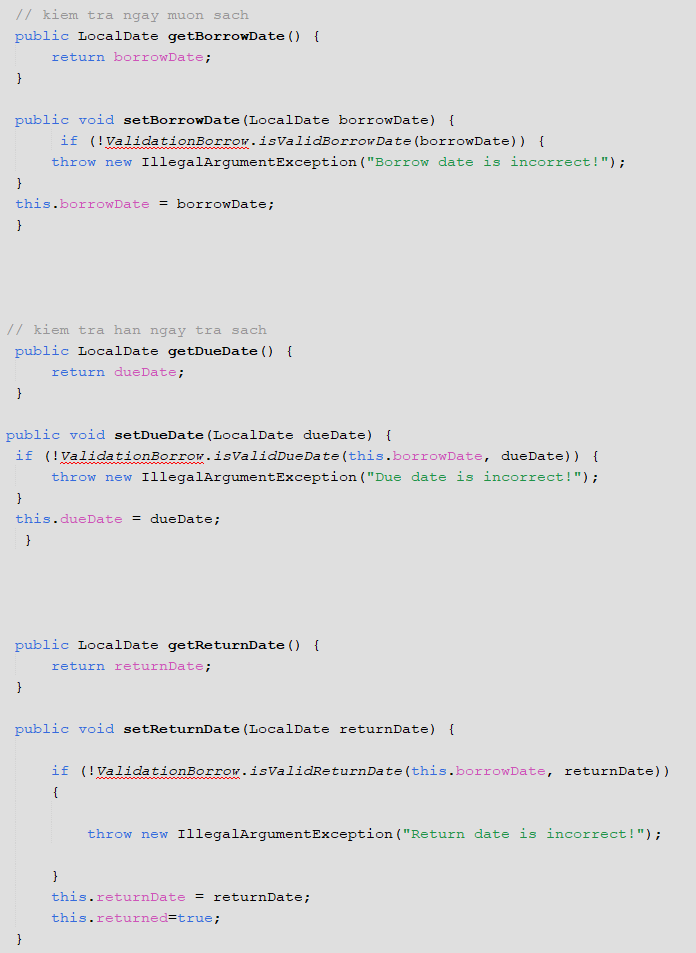 // kiem tra ngay muon sach
public LocalDate getBorrowDate() {
return borrowDate;
}
public void setBorrowDate(LocalDate borrowDate) {
if (!ValidationBorrow.isValidBorrowDate(borrowDate)) {
throw new IllegalArgumentException("Borrow date is incorrect!");
}
this.borrowDate = borrowDate;
}
// kiem tra han ngay tra sach
public LocalDate getDueDate() {
return dueDate;
}
public void setDueDate(LocalDate dueDate) {
if (!ValidationBorrow.isValidDueDate(this.borrowDate, dueDate)) {
throw new IllegalArgumentException("Due date is incorrect!");
}
this.dueDate = dueDate;
}
public LocalDate getReturnDate() {
return returnDate;
}
public void setReturnDate(LocalDate returnDate) {
if (!ValidationBorrow.isValidReturnDate(this.borrowDate, returnDate))
{
throw new IllegalArgumentException("Return date is incorrect!");
}
this.returnDate = returnDate;
this.returned=true;
}